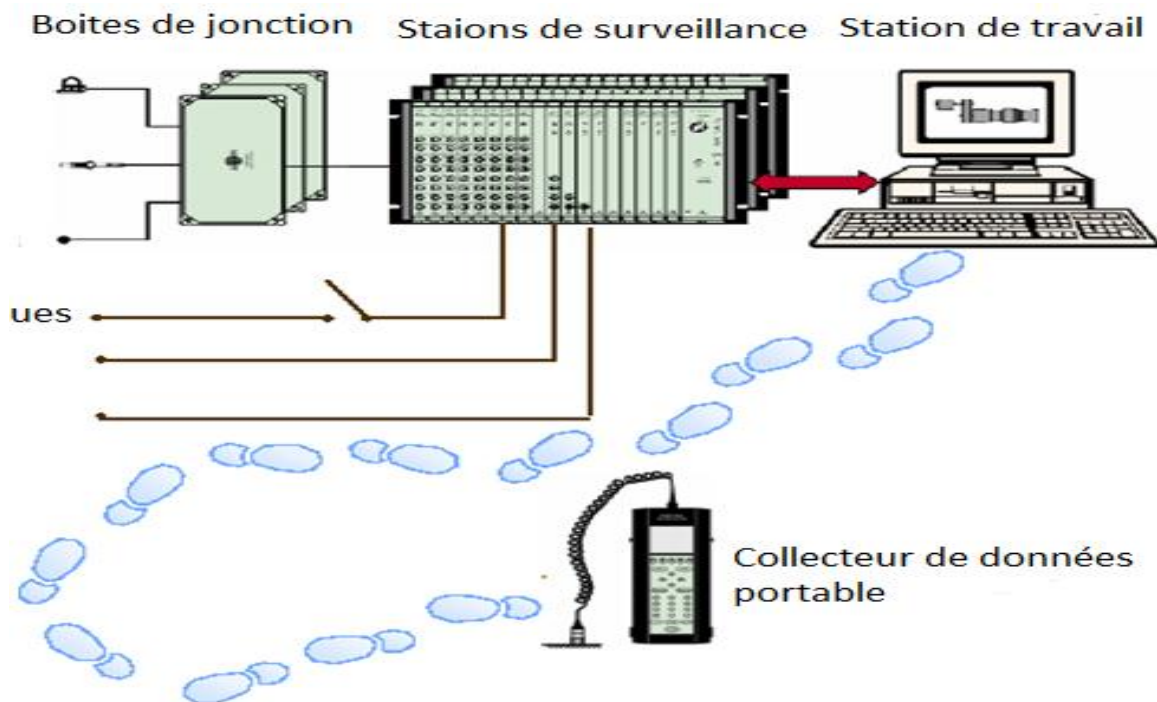 Boites de jonction
Staions de surveillance
Station de travail
ues
Collecteur de données
portable